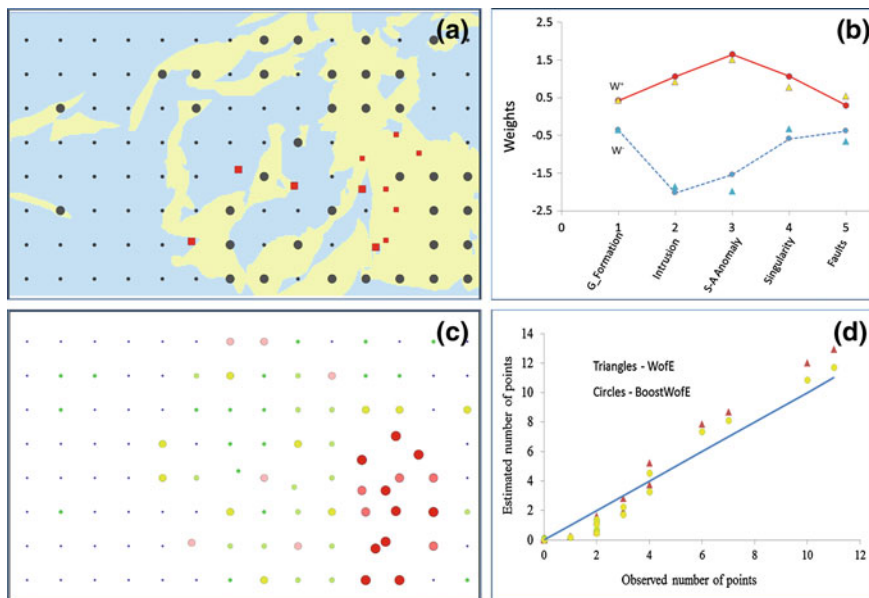 (a)
(b)
2.5
1.5
0.5
-0.5
-1.5
-2.5
Weights
W+
W-
0 1 2 3 4 5
G_Formation
Intrusion
S-A Anomaly
Singularity
Faults
(c)
(d)
14
12
10
8
6
4
2
0
Estimated number of points
Triangles - WofE
Circles - BoostWofE
0 2 4 6 8 10 12
Observed number of points